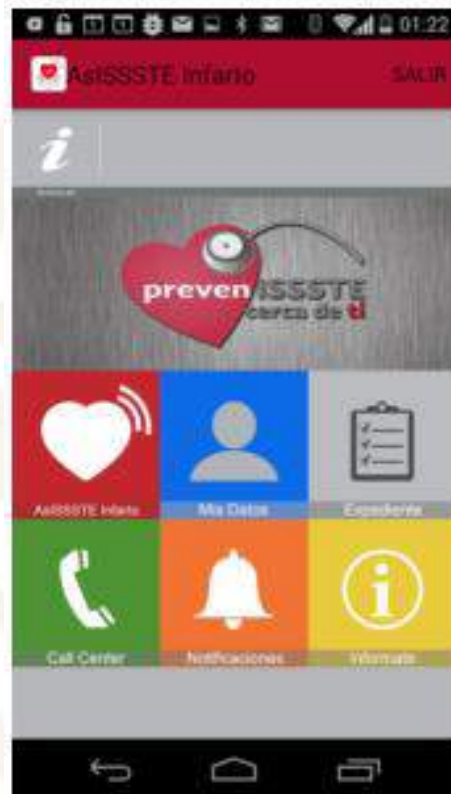 01:22
AsISSSTE Infarto SALIR
i
prevenISSSTE
cerca de ti
AsISSSTE Infarto
Mis Datos
Expediente
Call Center
Notificaciones
Infórmate